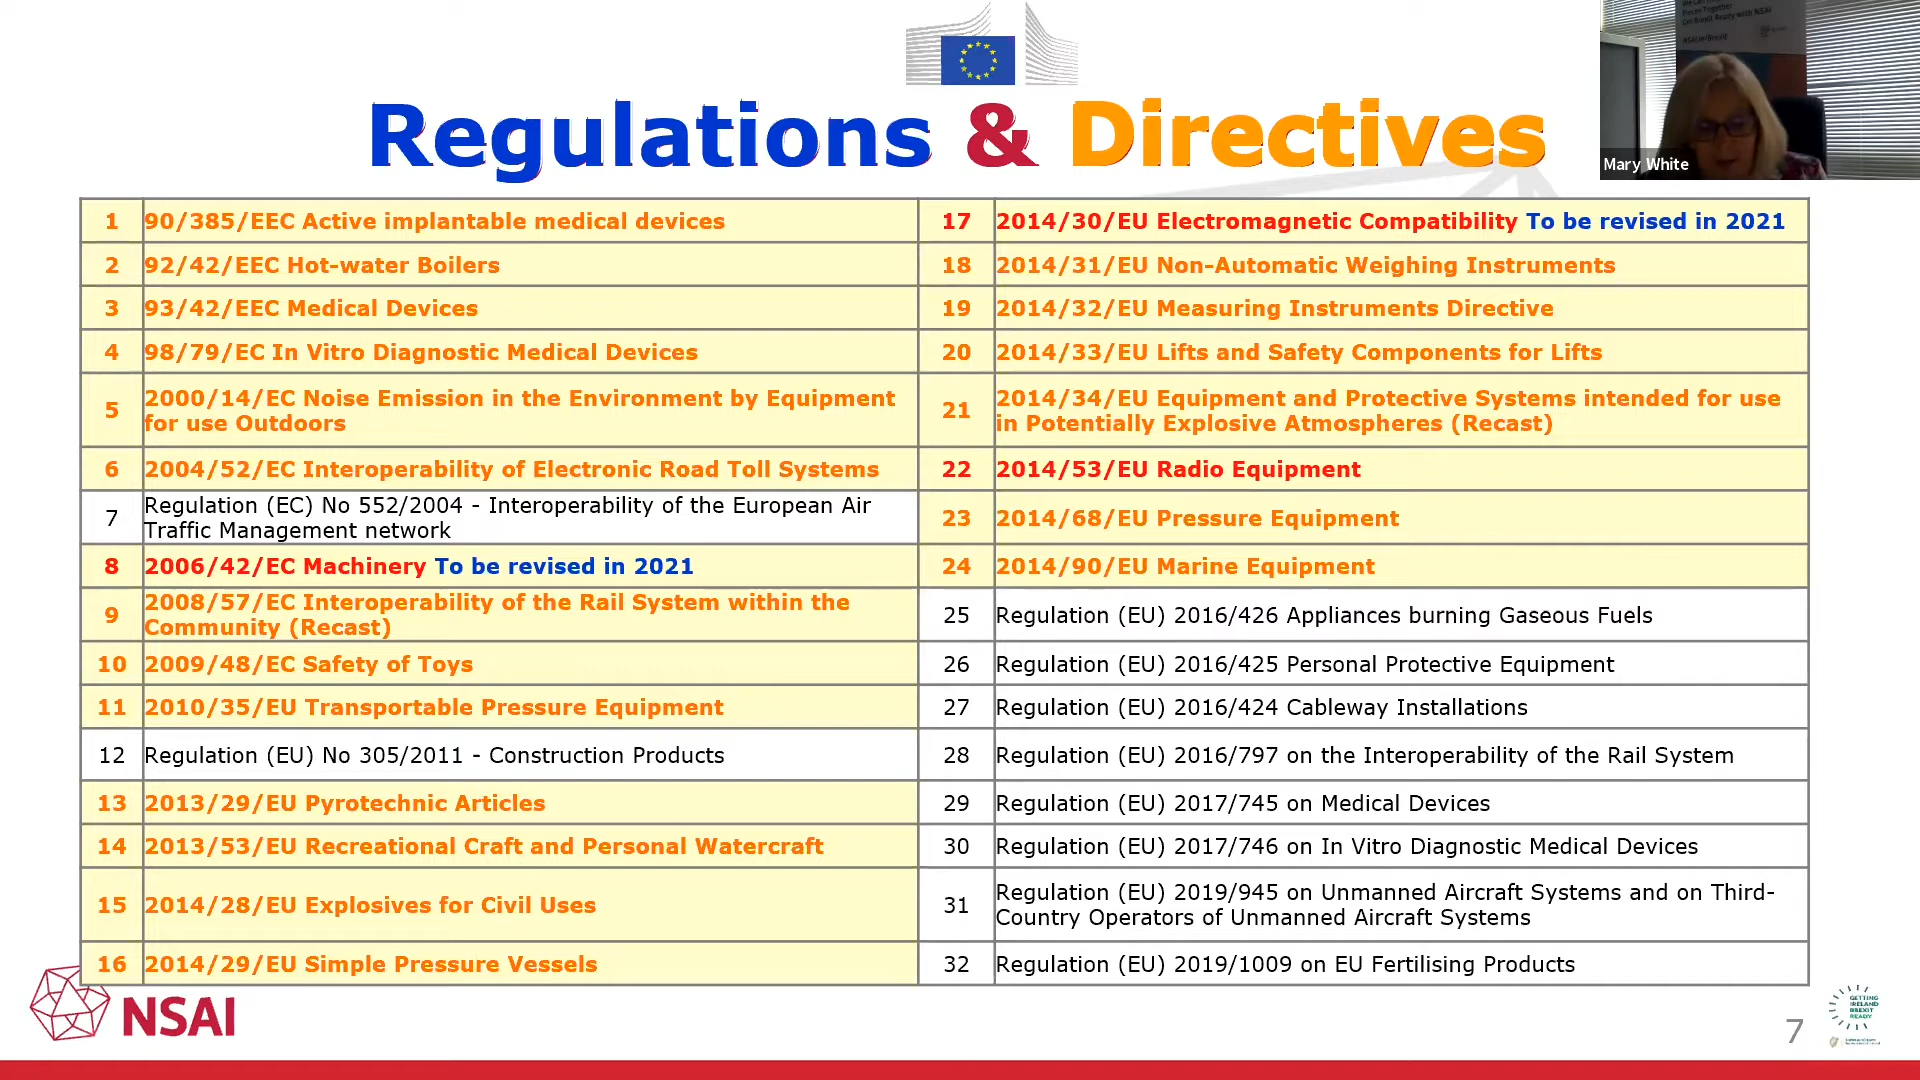 We Can
Pieces Together
Get Brexit Ready with NSAI
Mary White
Regulations & Directives
1 90/385/EEC Active implantable medical devices
2 92/42/EEC Hot-water Boilers
3 93/42/EEC Medical Devices
4 98/79/EC In Vitro Diagnostic Medical Devices
5 2000/14/EC Noise Emission in the Environment by Equipment
for use Outdoors
6 2004/52/EC Interoperability of Electronic Road Toll Systems
7 Regulation (EC) No 552/2004 - Interoperability of the European Air
Traffic Management network
8 2006/42/EC Machinery To be revised in 2021
9 2008/57/EC Interoperability of the Rail System within the
Community (Recast)
10 2009/48/EC Safety of Toys
11 2010/35/EU Transportable Pressure Equipment
12 Regulation (EU) No 305/2011 - Construction Products
13 2013/29/EU Pyrotechnic Articles
14 2013/53/EU Recreational Craft and Personal Watercraft
15 2014/28/EU Explosives for Civil Uses
16 2014/29/EU Simple Pressure Vessels
17 2014/30/EU Electromagnetic Compatibility To be revised in 2021
18 2014/31/EU Non-Automatic Weighing Instruments
19 2014/32/EU Measuring Instruments Directive
20 2014/33/EU Lifts and Safety Components for Lifts
21 2014/34/EU Equipment and Protective Systems intended for use
in Potentially Explosive Atmospheres (Recast)
22 2014/53/EU Radio Equipment
23 2014/68/EU Pressure Equipment
24 2014/90/EU Marine Equipment
25 Regulation (EU) 2016/426 Appliances burning Gaseous Fuels
26 Regulation (EU) 2016/425 Personal Protective Equipment
27 Regulation (EU) 2016/424 Cableway Installations
28 Regulation (EU) 2016/797 on the Interoperability of the Rail System
29 Regulation (EU) 2017/745 on Medical Devices
30 Regulation (EU) 2017/746 on In Vitro Diagnostic Medical Devices
31 Regulation (EU) 2019/945 on Unmanned Aircraft Systems and on Third-
Country Operators of Unmanned Aircraft Systems
32 Regulation (EU) 2019/1009 on EU Fertilising Products
NSAI
7
GETTING
IRELAND
BREXIT
READY